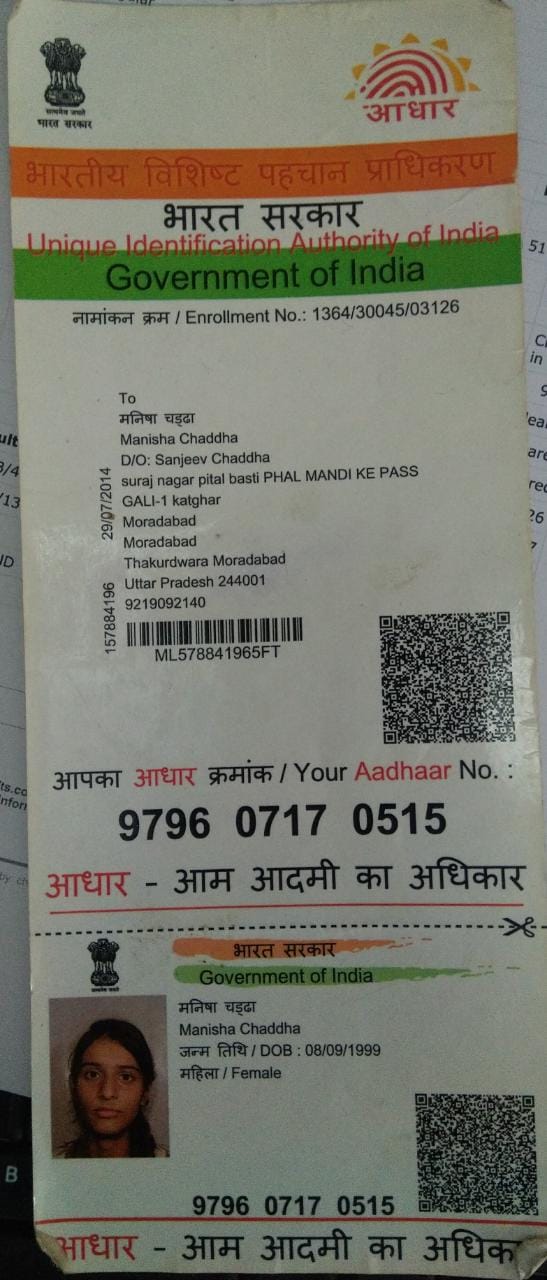 सत्यमेव जयते
भारत सरकार
आधार
भारतीय विशिष्ट पहचान प्राधिकरण
भारत सरकार
Unique Identification Authority of India
Government of India
नामांकन क्रम / Enrollment No.: 1364/30045/03126
To
मनिषा चड्ढा
Manisha Chaddha
D/O: Sanjeev Chaddha
suraj nagar pital basti PHAL MANDI KE PASS
GALI-1 katghar
Moradabad
Moradabad
Thakurdwara Moradabad
Uttar Pradesh 244001
9219092140
29/07/2014
157884196
ML578841965FT
आपका आधार क्रमांक / Your Aadhaar No. :
9796 0717 0515
आधार - आम आदमी का अधिकार
भारत सरकार
Government of India
मनिषा चड्ढा
Manisha Chaddha
जन्म तिथि / DOB : 08/09/1999
महिला / Female
9796 0717 0515
आधार - आम आदमी का अधिक
B